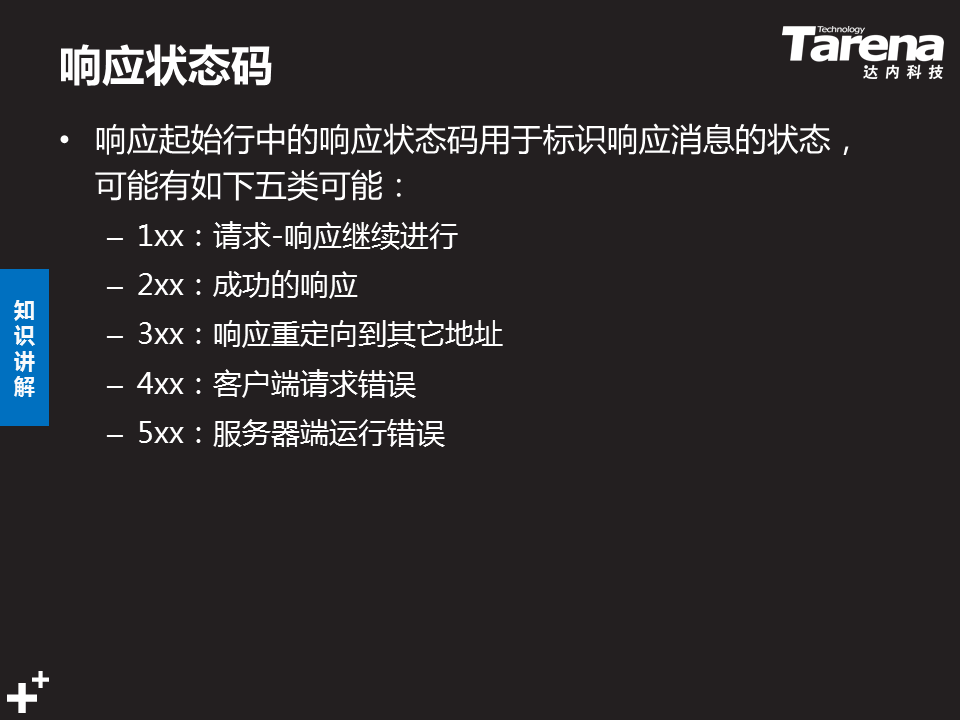 响应状态码
Technology
Tarena
达内科技
• 响应起始行中的响应状态码用于标识响应消息的状态，
可能有如下五类可能：
– 1xx：请求-响应继续进行
– 2xx：成功的响应
– 3xx：响应重定向到其它地址
– 4xx：客户端请求错误
– 5xx：服务器端运行错误
知识讲解